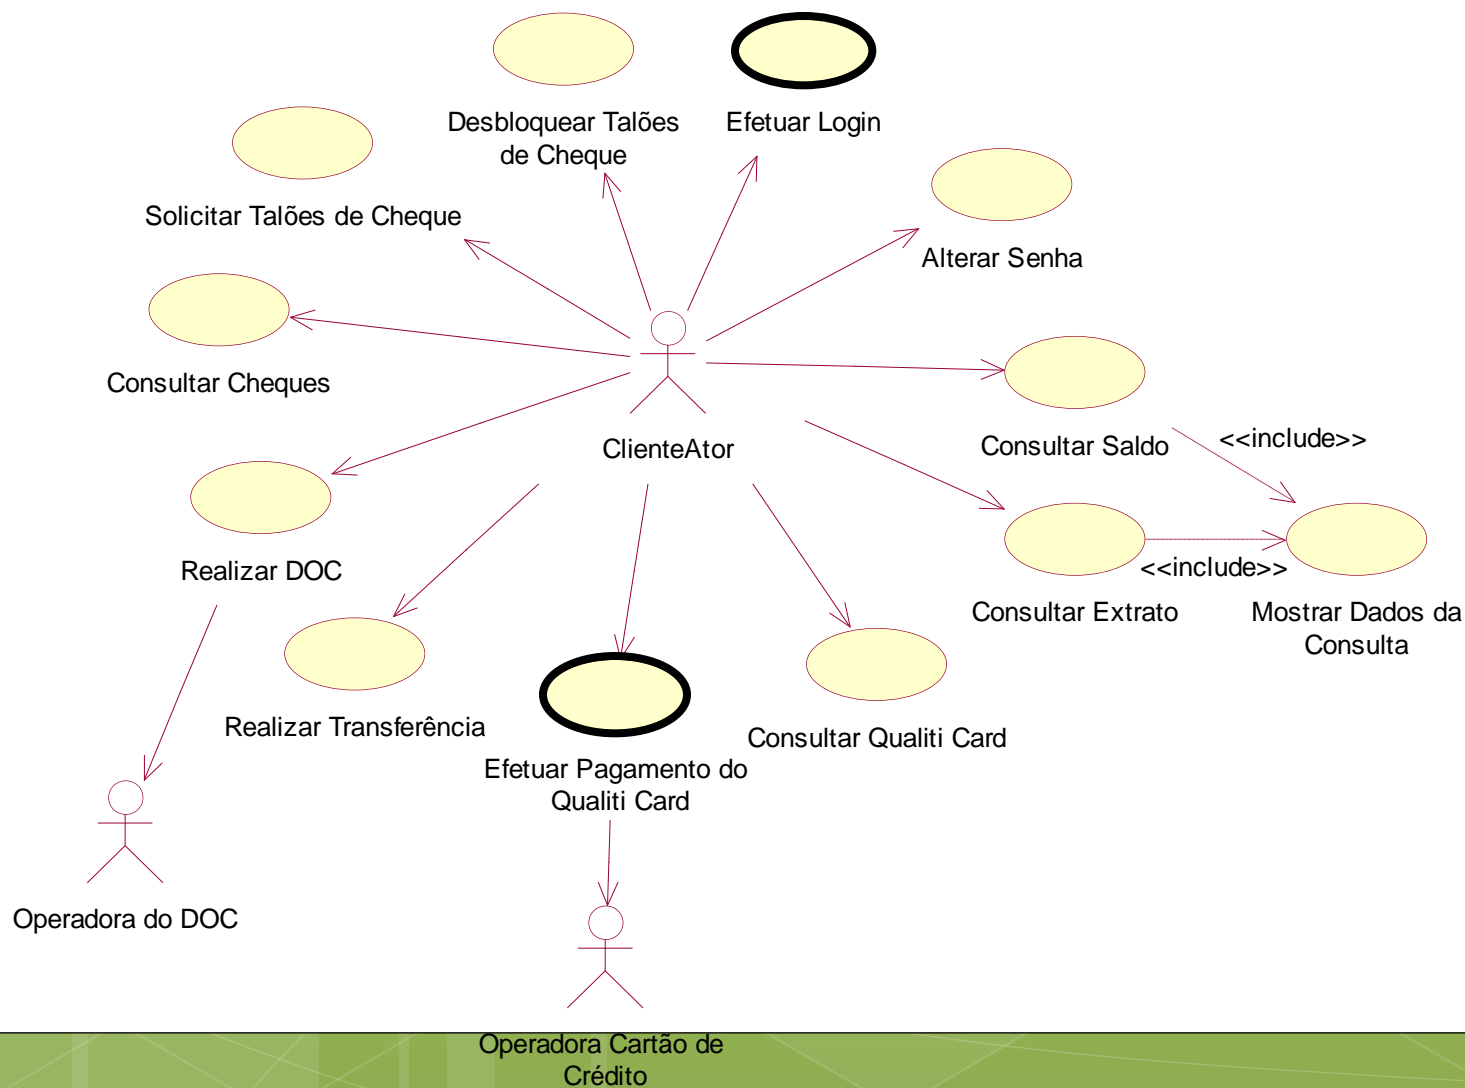 Desbloquear Talões
de Cheque
Efetuar Login
Solicitar Talões de Cheque
Alterar Senha
Consultar Cheques
ClienteAtor
Consultar Saldo
<<include>>
Realizar DOC
<<include>>
Consultar Extrato
Mostrar Dados da
Consulta
Realizar Transferência
Consultar Qualiti Card
Efetuar Pagamento do
Qualiti Card
Operadora do DOC
Operadora Cartão de
Crédito